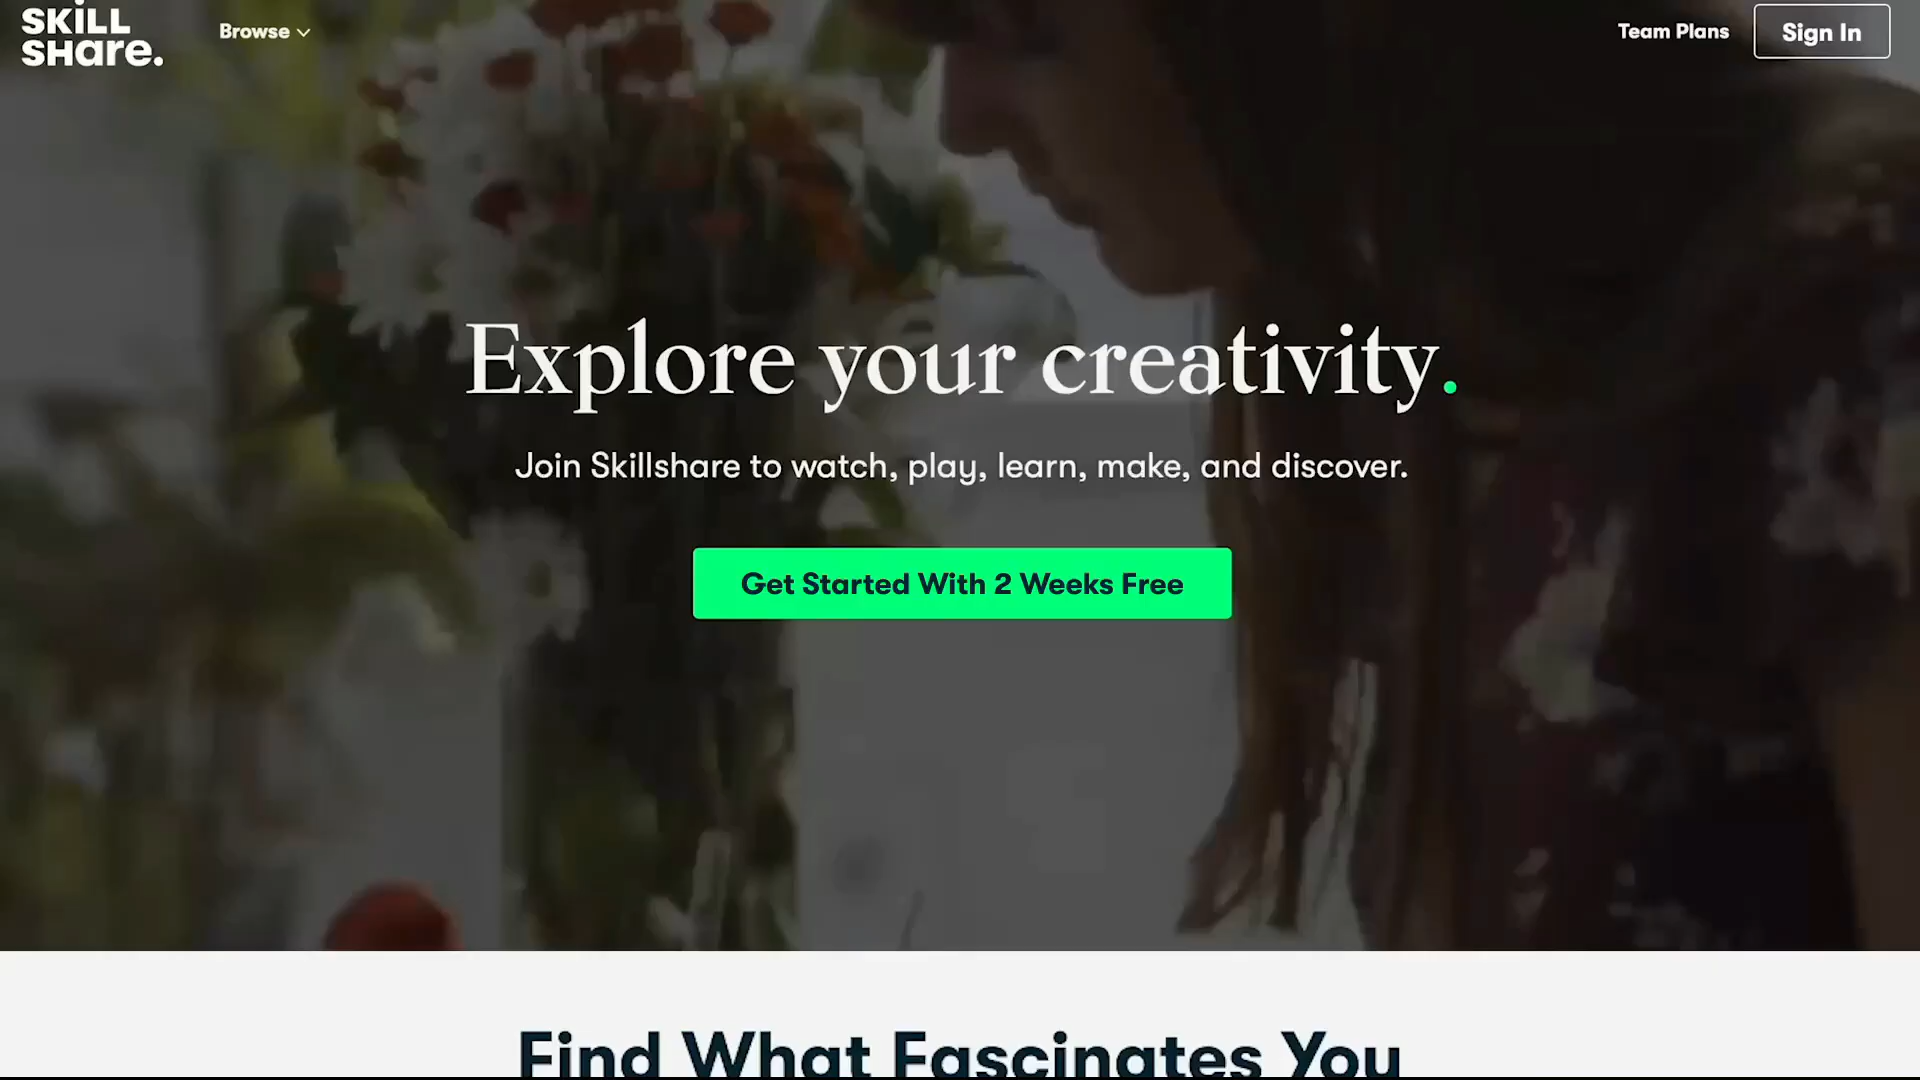 SKILL
SHare.
Browse
Team Plans
Sign In
Explore your creativity.
Join Skillshare to watch, play, learn, make, and discover.
Get Started With 2 Weeks Free
Find What Fascinates You